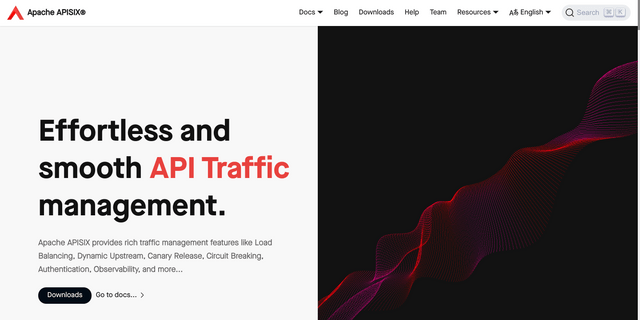 Apache APISIX®
Docs
Blog
Downloads
Help
Team
Resources
English
Search
⌘ K
Effortless and
smooth API Traffic
management.
Apache APISIX provides rich traffic management features like Load
Balancing, Dynamic Upstream, Canary Release, Circuit Breaking,
Authentication, Observability, and more...
Downloads
Go to docs...